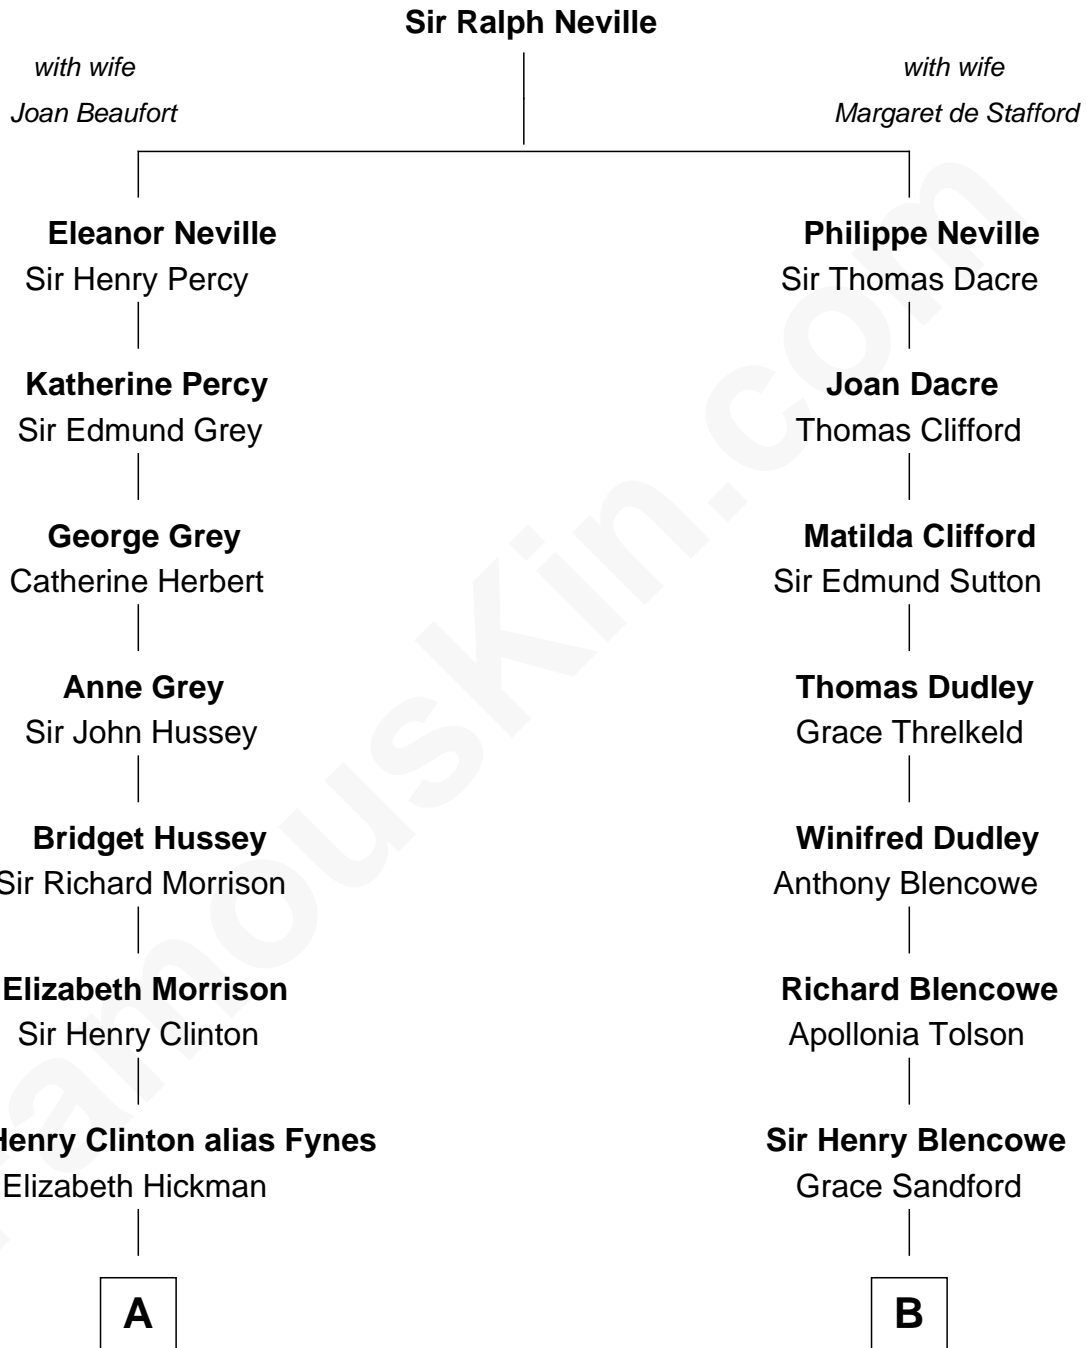 Sir Ralph Neville
with wife
Joan Beaufort
with wife
Margaret de Stafford
Eleanor Neville
Sir Henry Percy
Philippe Neville
Sir Thomas Dacre
Katherine Percy
Sir Edmund Grey
Joan Dacre
Thomas Clifford
George Grey
Catherine Herbert
Matilda Clifford
Sir Edmund Sutton
Anne Grey
Sir John Hussey
Thomas Dudley
Grace Threlkeld
Bridget Hussey
Sir Richard Morrison
Winifred Dudley
Anthony Blencowe
Elizabeth Morrison
Sir Henry Clinton
Richard Blencowe
Apollonia Tolson
Henry Clinton alias Fynes
Elizabeth Hickman
Sir Henry Blencowe
Grace Sandford
A
B
FamousKin.com